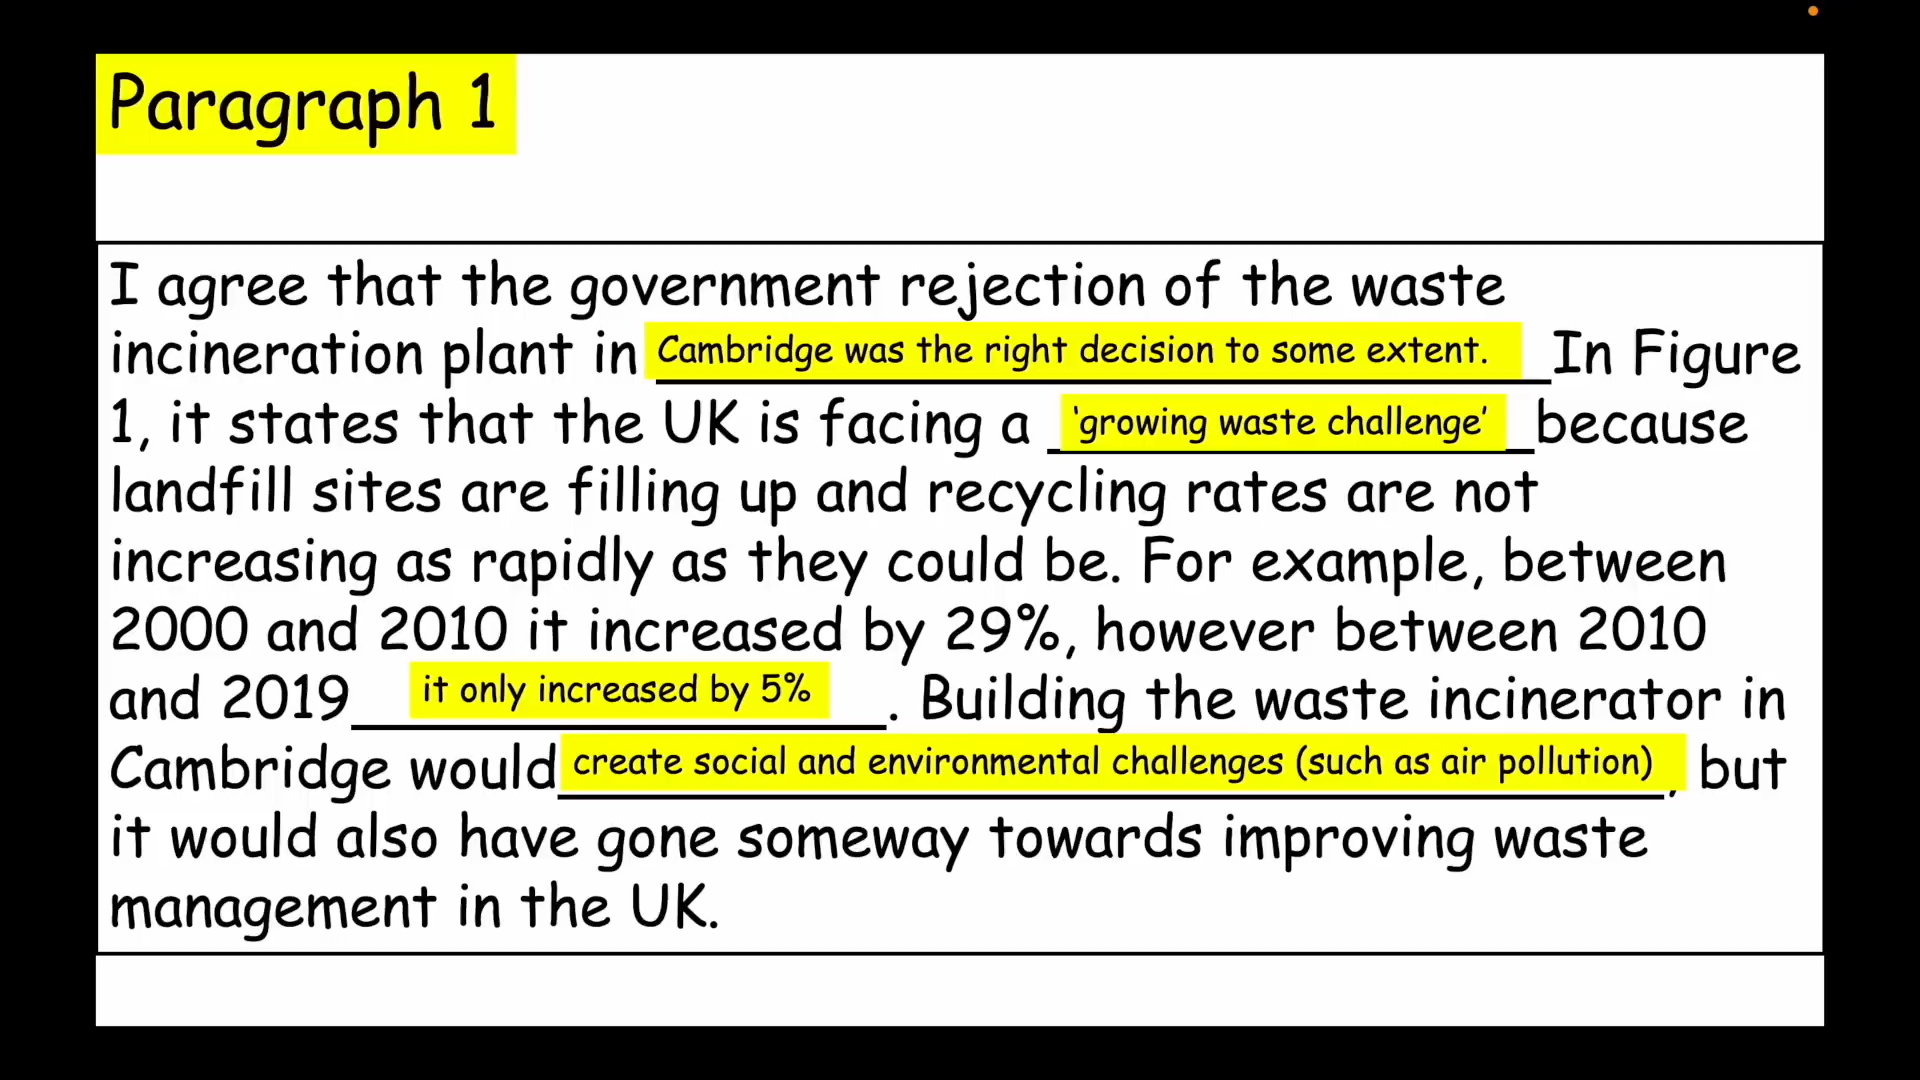 Paragraph 1
I agree that the government rejection of the waste
incineration plant in Cambridge was the right decision to some extent. In Figure
1, it states that the UK is facing a ‘growing waste challenge’ because
landfill sites are filling up and recycling rates are not
increasing as rapidly as they could be. For example, between
2000 and 2010 it increased by 29%, however between 2010
and 2019 it only increased by 5%. Building the waste incinerator in
Cambridge would create social and environmental challenges (such as air pollution), but
it would also have gone someway towards improving waste
management in the UK.